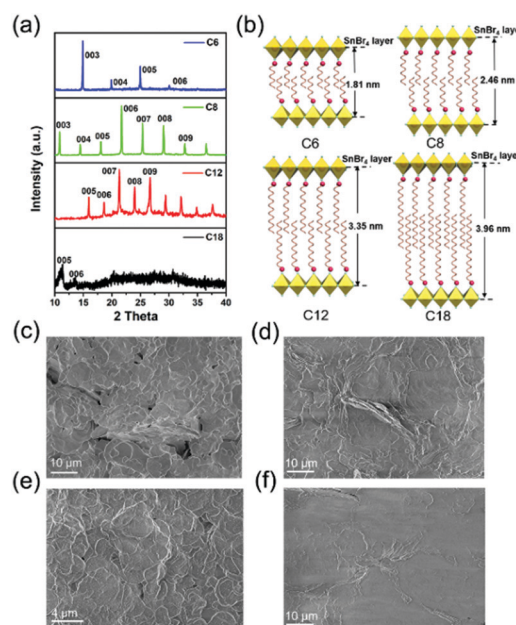 (a)
C6
003
004
005
006
C8
003
004
005
006
007
008
009
C12
005
006
007
008
009
C18
005
006
Intensity (a.u.)
10 15 20 25 30 35 40
2 Theta
(b)
SnBr₄ layer
1.81 nm
C6
SnBr₄ layer
2.46 nm
C8
SnBr₄ layer
3.35 nm
C12
SnBr₄ layer
3.96 nm
C18
(c)
10 µm
(d)
10 µm
(e)
4 µm
(f)
10 µm